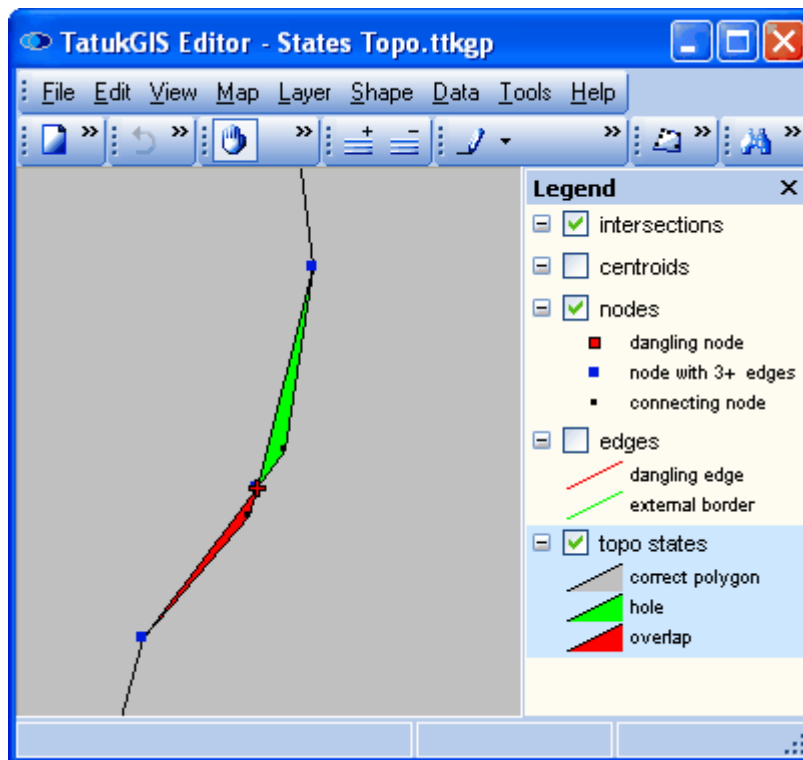 TatukGIS Editor - States Topo.ttkgp
File Edit View Map Layer Shape Data Tools Help
Legend
intersections
centroids
nodes
dangling node
node with 3+ edges
connecting node
edges
dangling edge
external border
topo states
correct polygon
hole
overlap